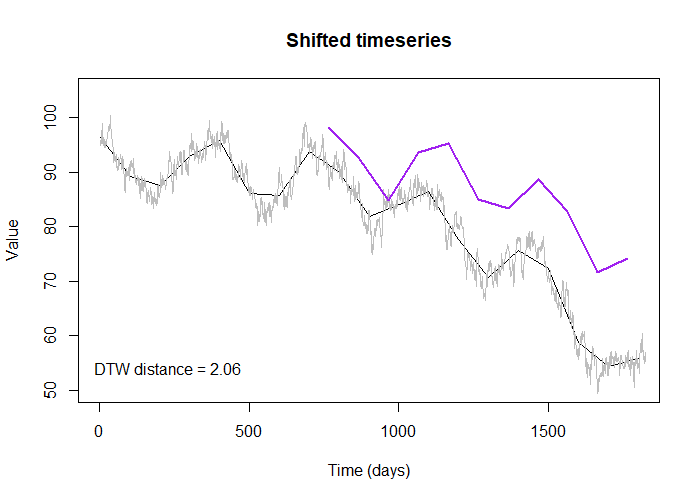 Shifted timeseries
Value
100
90
80
70
60
50
DTW distance = 2.06
0 500 1000 1500
Time (days)